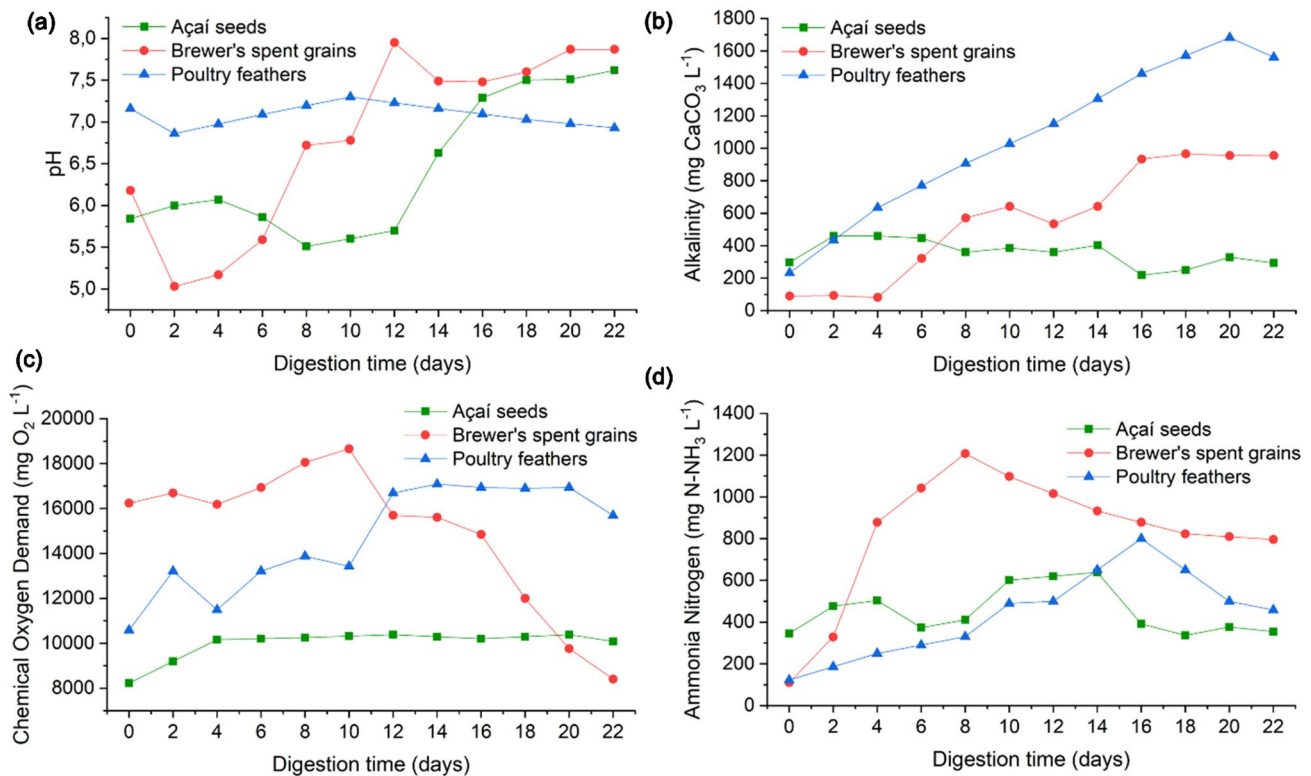 (a)
Açaí seeds
Brewer's spent grains
Poultry feathers
8,0
7,5
7,0
6,5
6,0
5,5
5,0
pH
0 2 4 6 8 10 12 14 16 18 20 22
Digestion time (days)
(b)
Açaí seeds
Brewer's spent grains
Poultry feathers
1800
1600
1400
1200
1000
800
600
400
200
0
Alkalinity (mg CaCO₃ L⁻¹)
0 2 4 6 8 10 12 14 16 18 20 22
Digestion time (days)
(c)
Açaí seeds
Brewer's spent grains
Poultry feathers
20000
18000
16000
14000
12000
10000
8000
Chemical Oxygen Demand (mg O₂ L⁻¹)
0 2 4 6 8 10 12 14 16 18 20 22
Digestion time (days)
(d)
Açaí seeds
Brewer's spent grains
Poultry feathers
1400
1200
1000
800
600
400
200
0
Ammonia Nitrogen (mg N-NH₃ L⁻¹)
0 2 4 6 8 10 12 14 16 18 20 22
Digestion time (days)